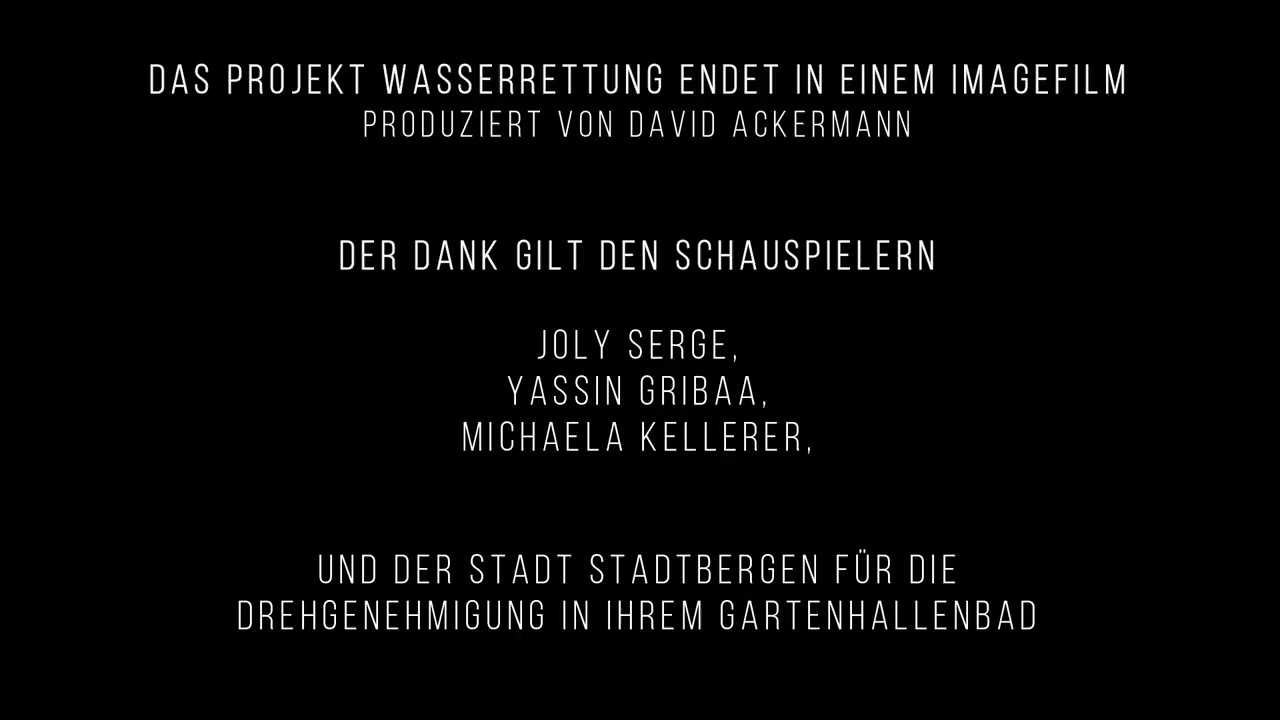 DAS PROJEKT WASSERRETTUNG ENDET IN EINEM IMAGEFILM
PRODUZIERT VON DAVID ACKERMANN
DER DANK GILT DEN SCHAUSPIELERN
JOLY SERGE,
YASSIN GRIBAA,
MICHAELA KELLERER,
UND DER STADT STADTBERGEN FÜR DIE
DREHGENEHMIGUNG IN IHREM GARTENHALLENBAD